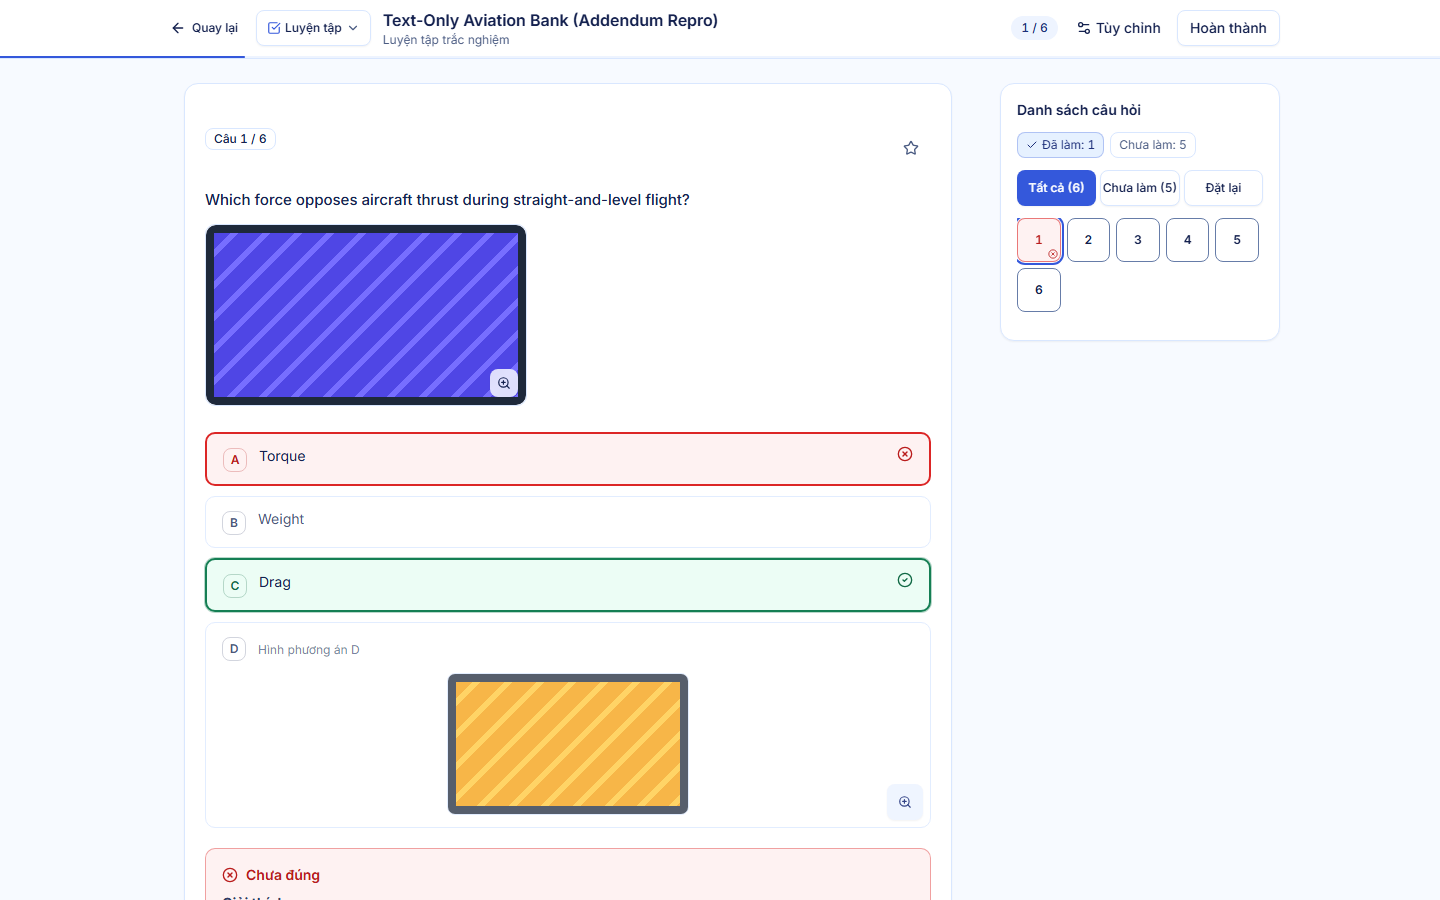 Quay lại
Luyện tập
Text-Only Aviation Bank (Addendum Repro)
Luyện tập trắc nghiệm
1 / 6
Tùy chỉnh
Hoàn thành
Câu 1 / 6
Which force opposes aircraft thrust during straight-and-level flight?
A Torque
B Weight
C Drag
D Hình phương án D
Chưa đúng
Danh sách câu hỏi
Đã làm: 1 Chưa làm: 5
Tất cả (6) Chưa làm (5) Đặt lại
1 2 3 4 5
6